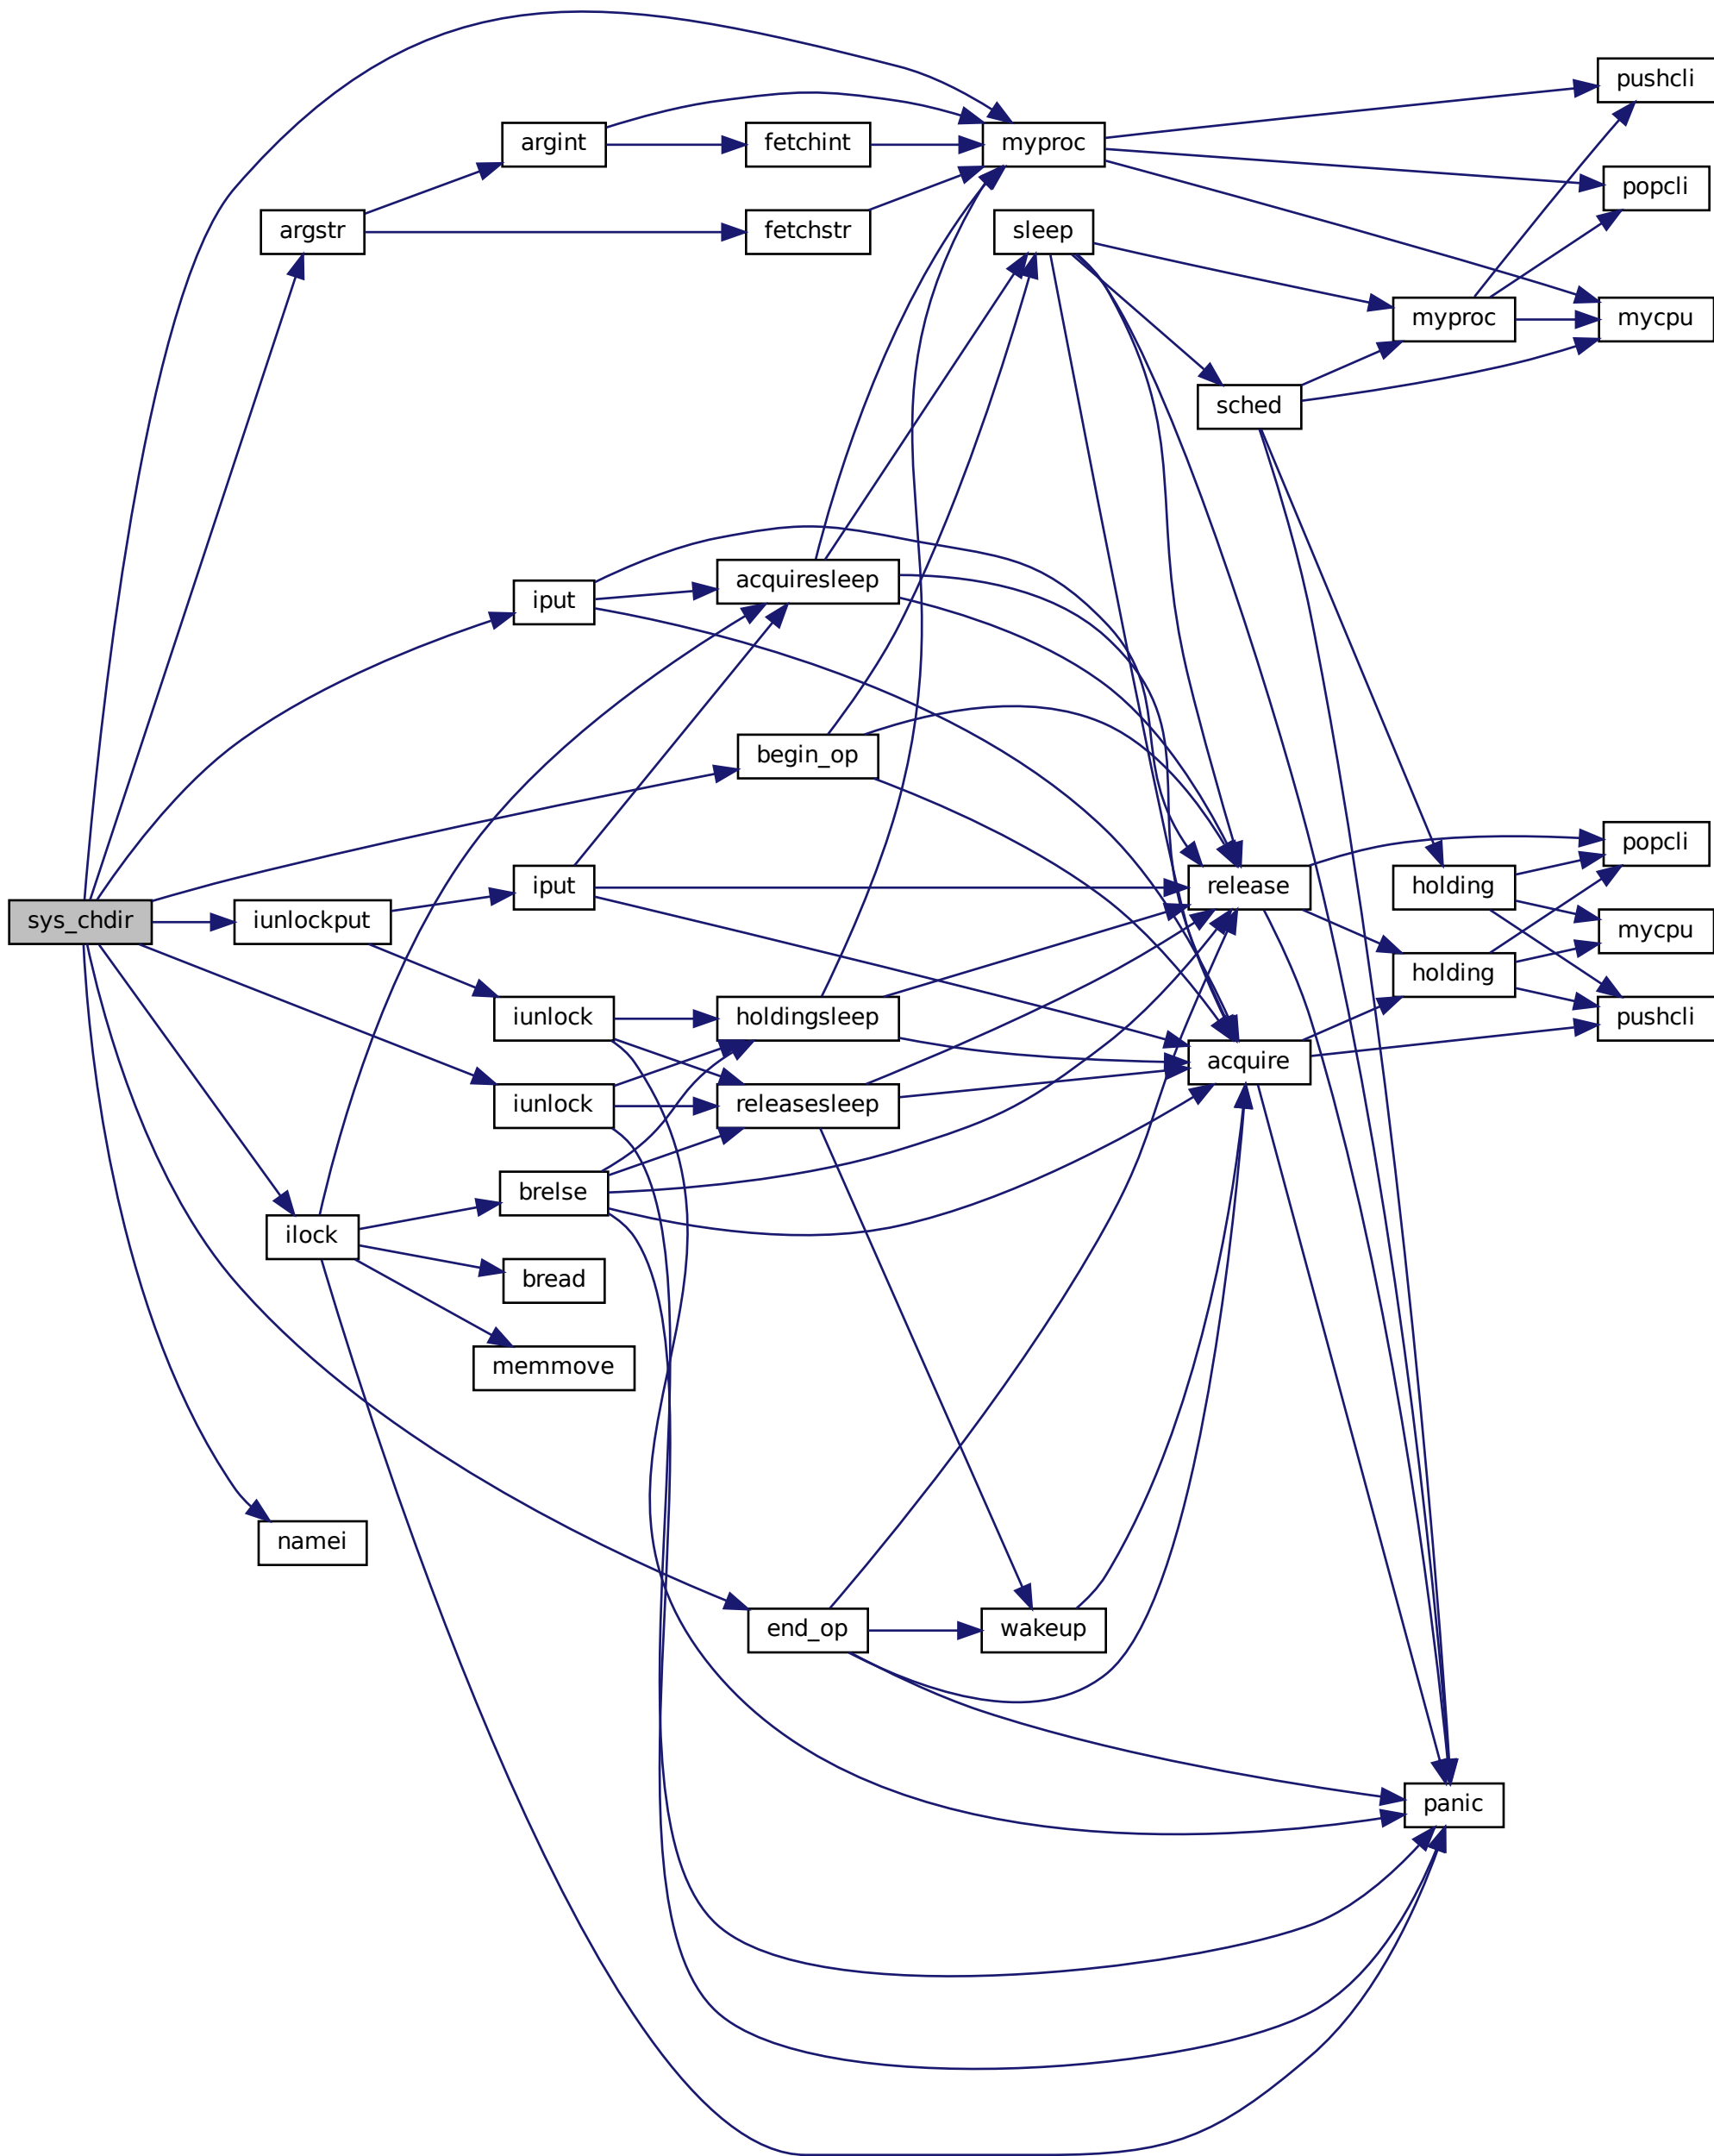 pushcli
argint
fetchint
myproc
popcli
argstr
fetchstr
sleep
myproc
mycpu
sched
iput
acquiresleep
begin_op
popcli
iput
release
holding
sys_chdir
iunlockput
mycpu
holding
iunlock
holdingsleep
pushcli
acquire
iunlock
releasesleep
brelse
ilock
bread
memmove
namei
end_op
wakeup
panic